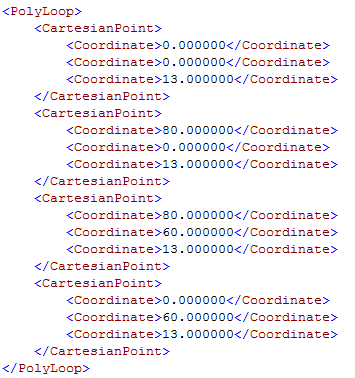 <PolyLoop>
<CartesianPoint>
<Coordinate>0.000000</Coordinate>
<Coordinate>0.000000</Coordinate>
<Coordinate>13.000000</Coordinate>
</CartesianPoint>
<CartesianPoint>
<Coordinate>80.000000</Coordinate>
<Coordinate>0.000000</Coordinate>
<Coordinate>13.000000</Coordinate>
</CartesianPoint>
<CartesianPoint>
<Coordinate>80.000000</Coordinate>
<Coordinate>60.000000</Coordinate>
<Coordinate>13.000000</Coordinate>
</CartesianPoint>
<CartesianPoint>
<Coordinate>0.000000</Coordinate>
<Coordinate>60.000000</Coordinate>
<Coordinate>13.000000</Coordinate>
</CartesianPoint>
</PolyLoop>